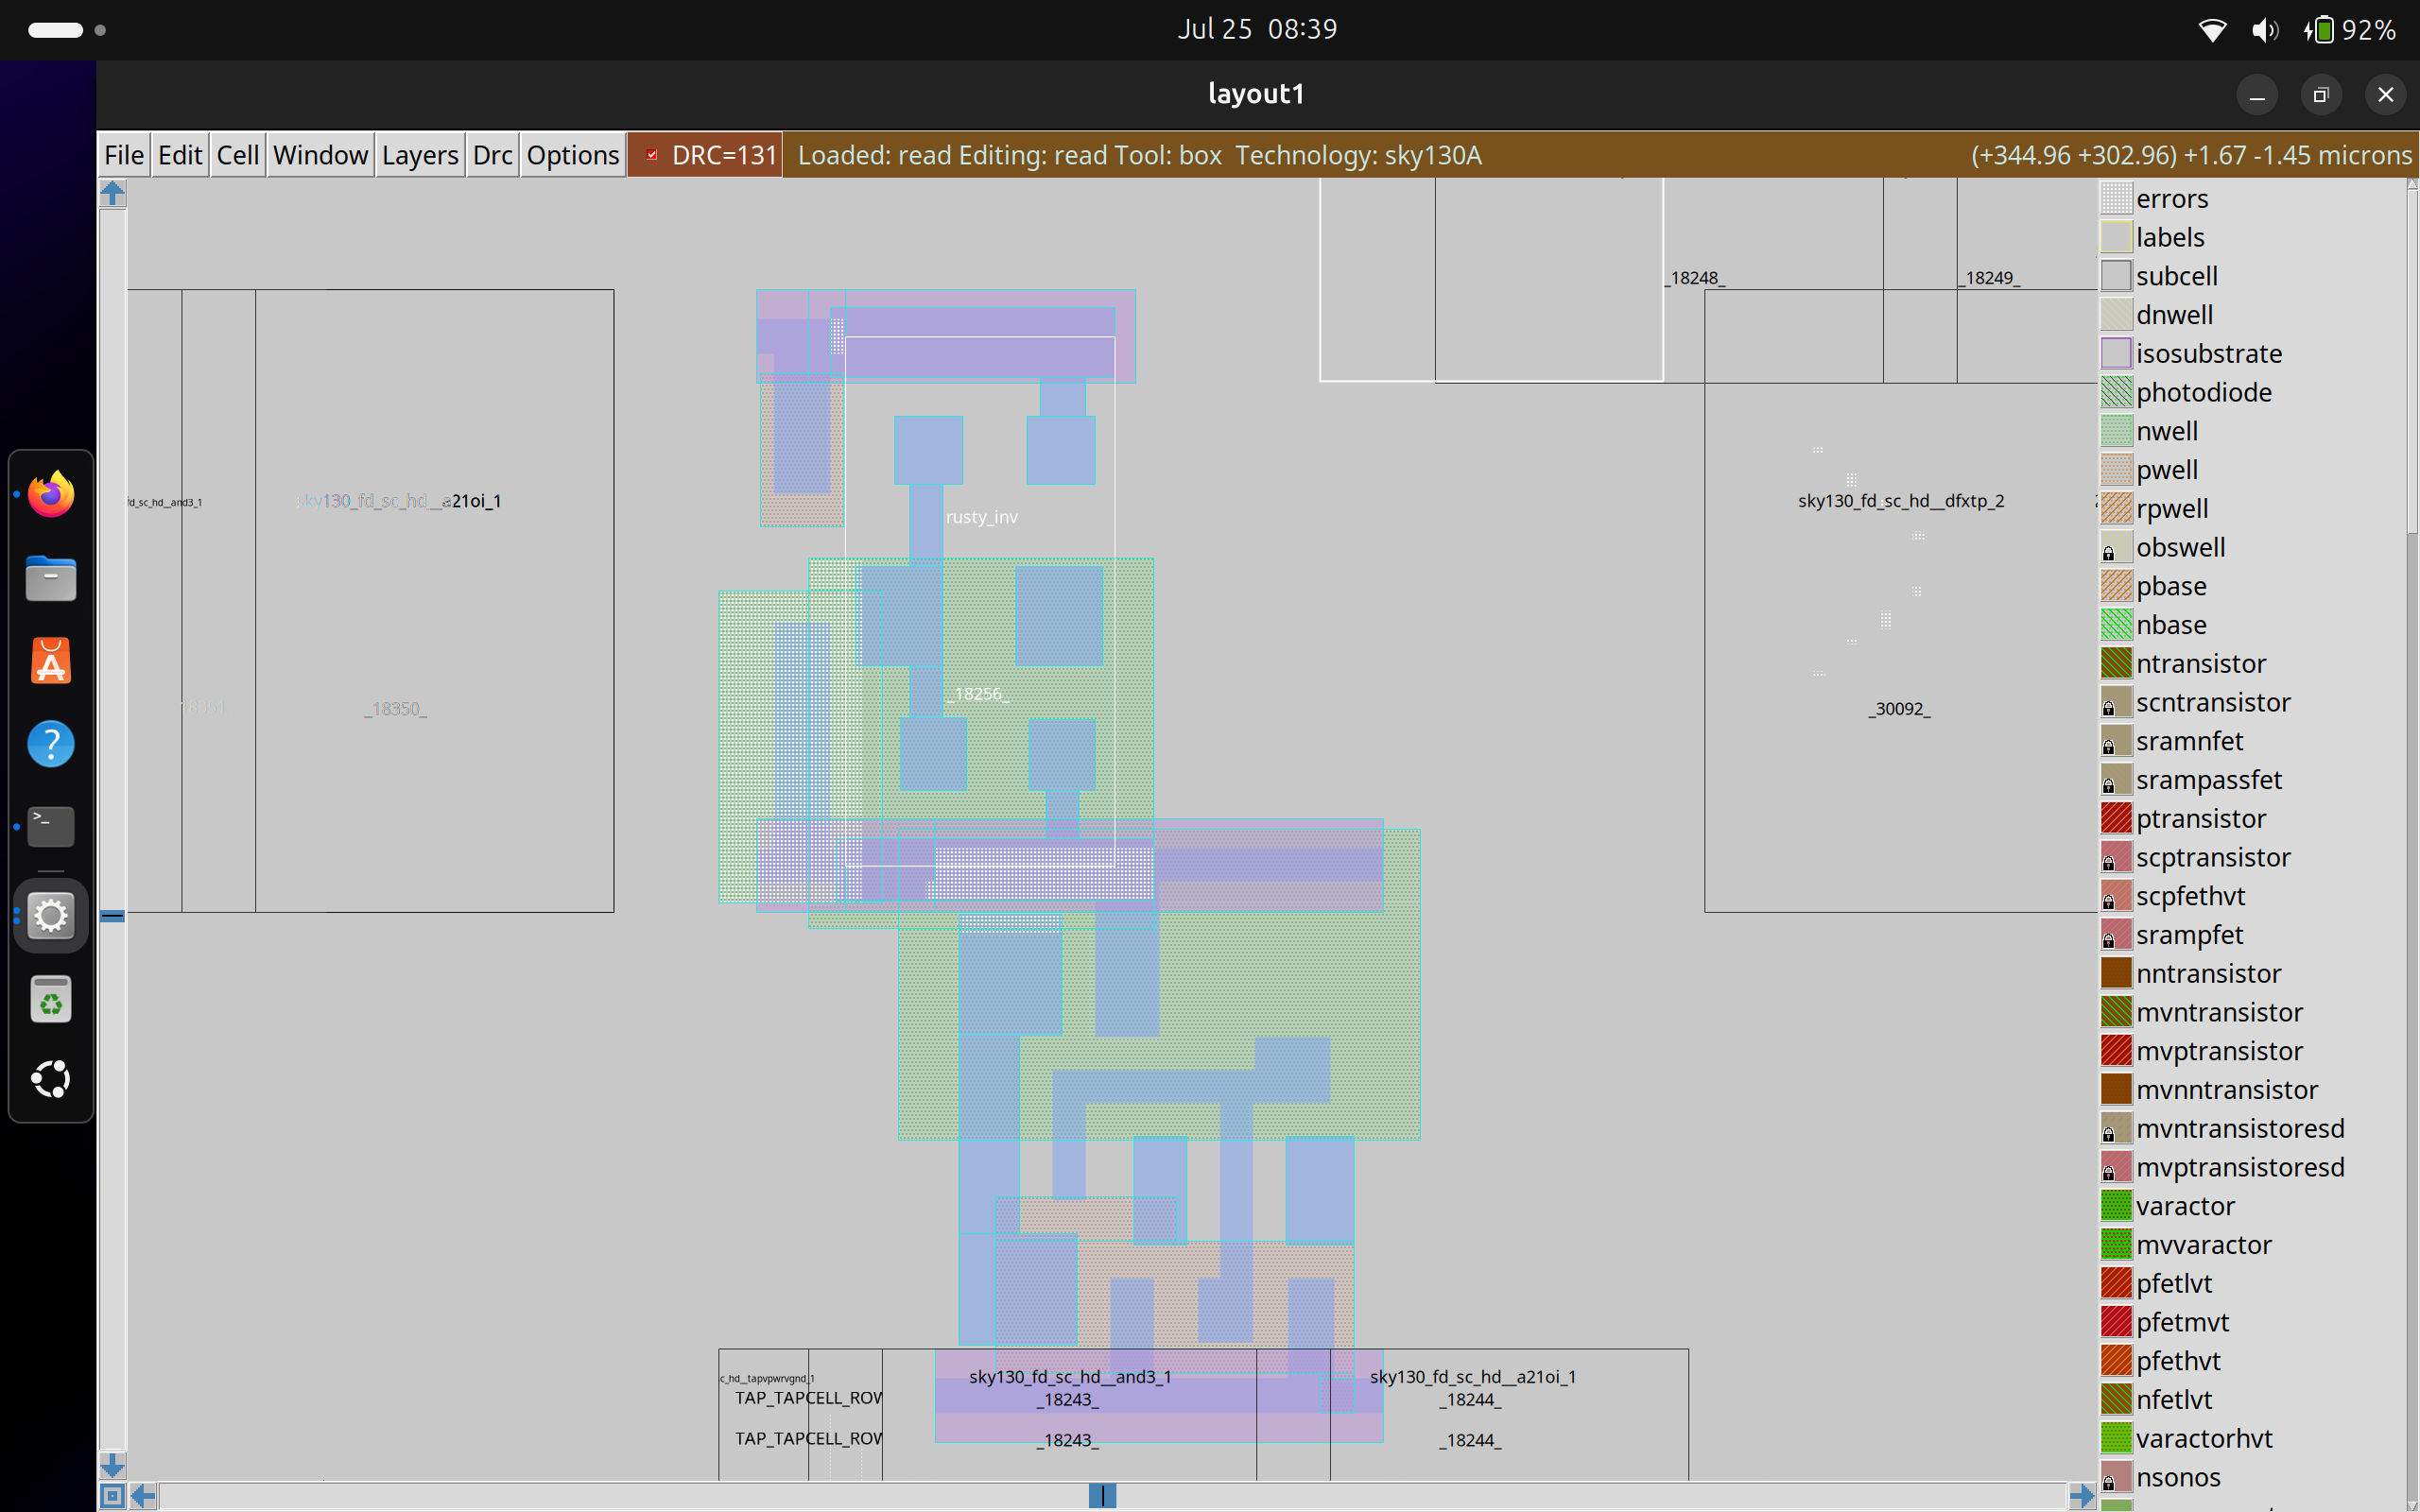 Jul 25 08:39
92%
layout1
File Edit Cell Window Layers Drc Options DRC=131 Loaded: read Editing: read Tool: box Technology: sky130A (+344.96 +302.96) +1.67 -1.45 microns
errors
labels
subcell
dnwell
isosubstrate
photodiode
nwell
pwell
rpwell
obswell
pbase
nbase
ntransistor
scntransistor
sramnfet
srampassfet
ptransistor
scptransistor
scpfethvt
srampfet
nntransistor
mvntransistor
mvptransistor
mvnntransistor
mvntransistoresd
mvptransistoresd
varactor
mvvaractor
pfetlvt
pfetmvt
pfethvt
nfetlvt
varactorhvt
nsonos
_18248_
_18249_
fd_sc_hd__and3_1
sky130_fd_sc_hd__a21oi_1
rusty_inv
sky130_fd_sc_hd__dfxtp_2
_18256_
_18350_
_30092_
c_hd__tapvpwrvgnd_1
sky130_fd_sc_hd__and3_1
sky130_fd_sc_hd__a21oi_1
TAP_TAPCELL_ROW
_18243_
_18244_
TAP_TAPCELL_ROW
_18243_
_18244_